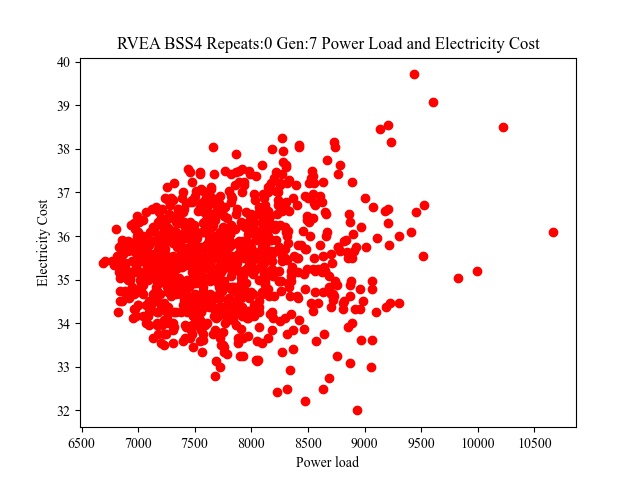 RVEA BSS4 Repeats:0 Gen:7 Power Load and Electricity Cost
40
39
38
37
36
35
34
33
32
Electricity Cost
6500 7000 7500 8000 8500 9000 9500 10000 10500
Power load